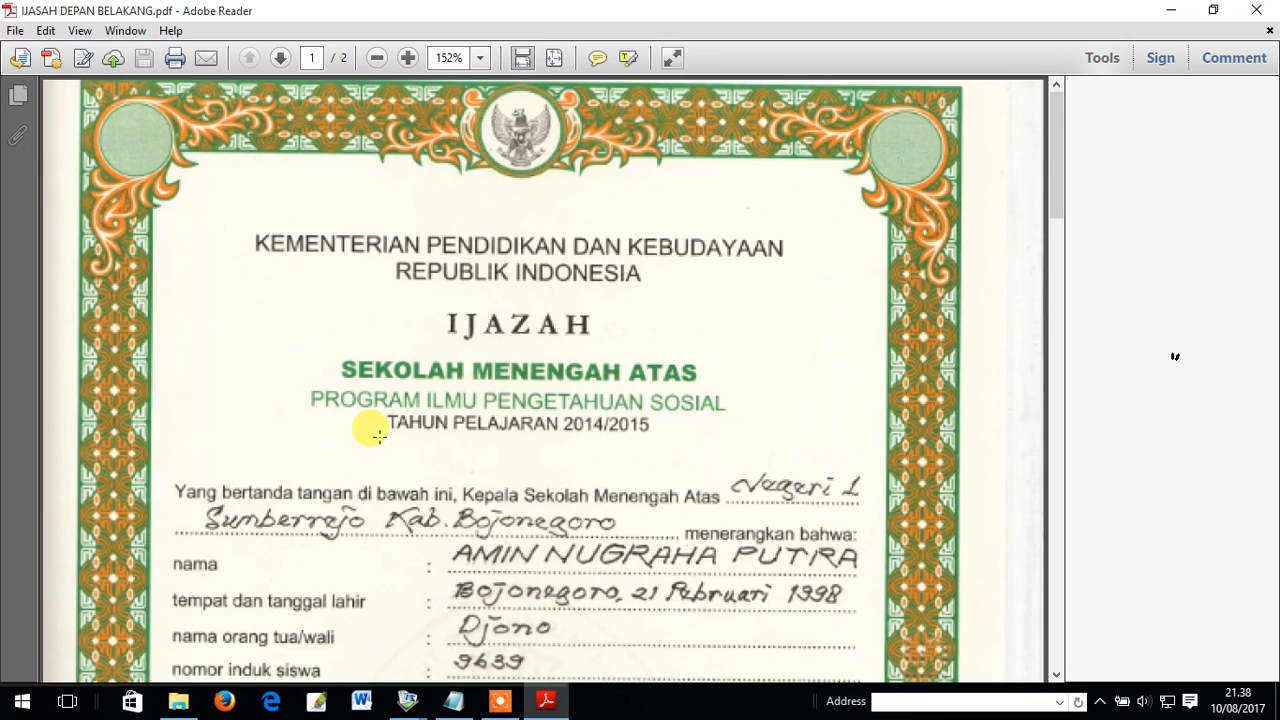 IJASAH DEPAN BELAKANG.pdf - Adobe Reader
File Edit View Window Help
1 / 2 152% Tools Sign Comment
KEMENTERIAN PENDIDIKAN DAN KEBUDAYAAN
REPUBLIK INDONESIA
IJAZAH
SEKOLAH MENENGAH ATAS
PROGRAM ILMU PENGETAHUAN SOSIAL
TAHUN PELAJARAN 2014/2015
Yang bertanda tangan di bawah ini, Kepala Sekolah Menengah Atas Negeri 1
Sumberrejo Kab. Bojonegoro menerangkan bahwa:
nama : AMIN NUGRAHA PUTRA
tempat dan tanggal lahir : Bojonegoro, 21 Pebruari 1998
nama orang tua/wali : Djono
nomor induk siswa : 9639
Address
21.38
10/08/2017